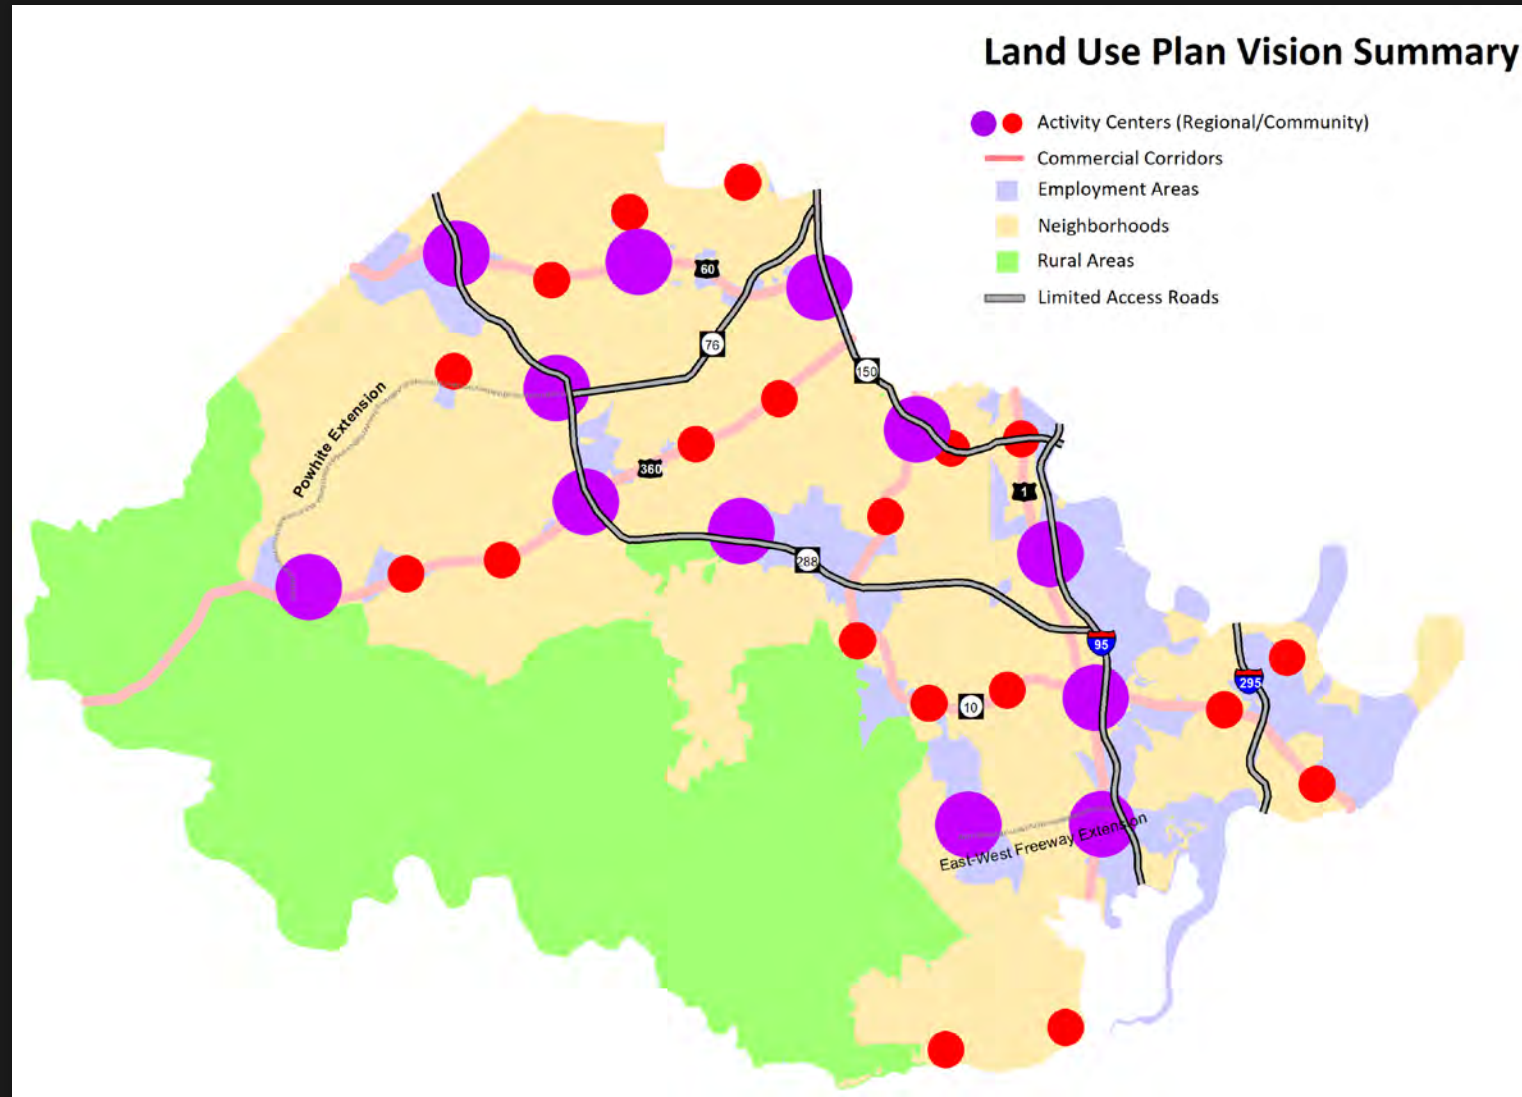 Land Use Plan Vision Summary
Activity Centers (Regional/Community)
Commercial Corridors
Employment Areas
Neighborhoods
Rural Areas
Limited Access Roads
60
76
150
Powhite Extension
360
1
288
95
295
10
East-West Freeway Extension